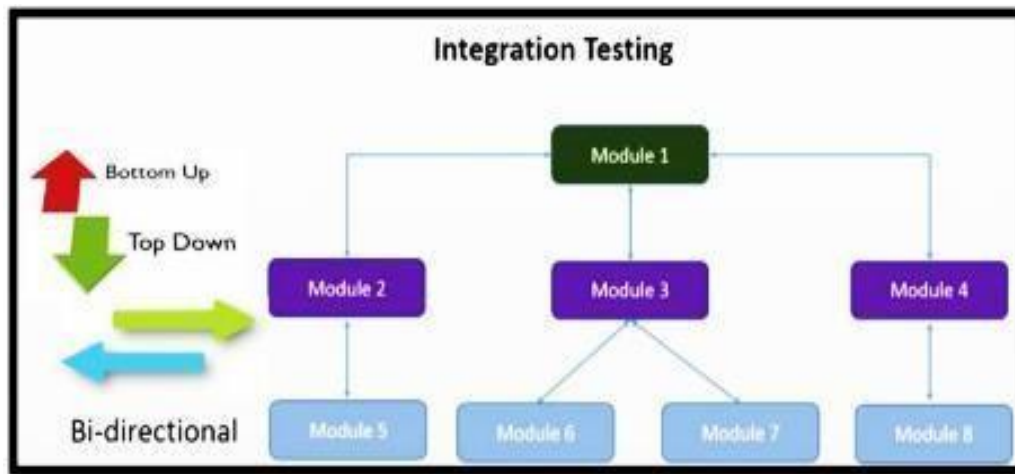 Integration Testing
Module 1
Bottom Up
Top Down
Module 2
Module 3
Module 4
Bi-directional
Module 5
Module 6
Module 7
Module 8